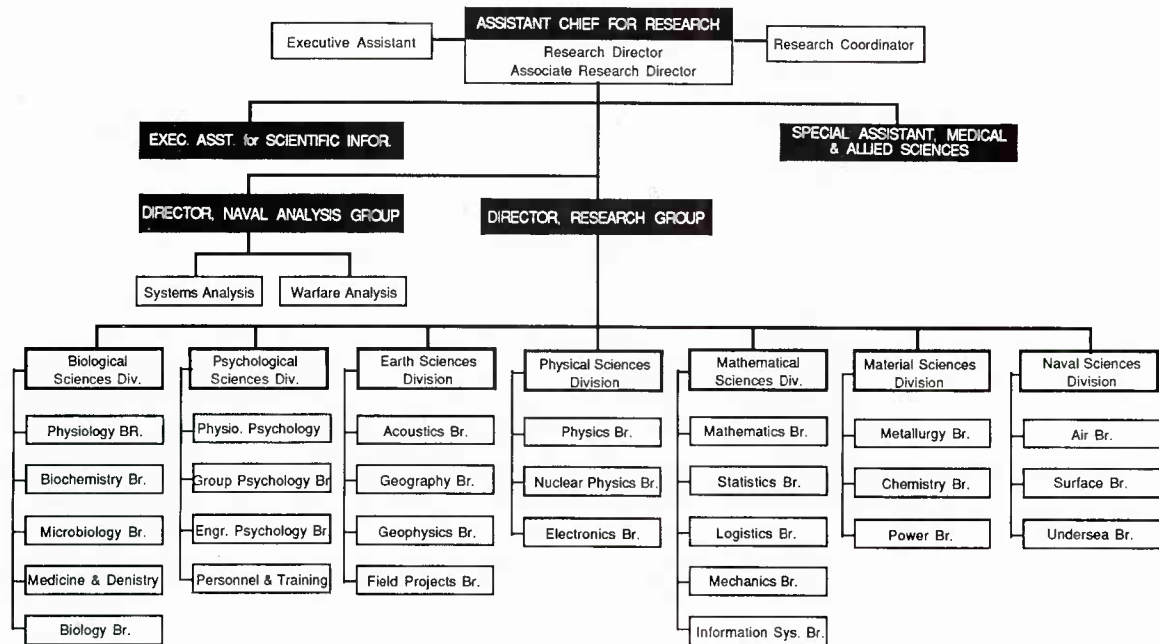 ASSISTANT CHIEF FOR RESEARCH
Executive Assistant
Research Director
Associate Research Director
Research Coordinator
EXEC. ASST. for SCIENTIFIC INFOR.
SPECIAL ASSISTANT, MEDICAL
& ALLIED SCIENCES
DIRECTOR, NAVAL ANALYSIS GROUP
DIRECTOR, RESEARCH GROUP
Systems Analysis
Warfare Analysis
Biological
Sciences Div.
Physiology BR.
Biochemistry Br.
Microbiology Br.
Medicine & Denistry
Biology Br.
Psychological
Sciences Div.
Physio. Psychology
Group Psychology Br
Engr. Psychology Br
Personnel & Training
Earth Sciences
Division
Acoustics Br.
Geography Br.
Geophysics Br.
Field Projects Br.
Physical Sciences
Division
Physics Br.
Nuclear Physics Br.
Electronics Br.
Mathematical
Sciences Div.
Mathematics Br.
Statistics Br.
Logistics Br.
Mechanics Br.
Information Sys. Br.
Material Sciences
Division
Metallurgy Br.
Chemistry Br.
Power Br.
Naval Sciences
Division
Air Br.
Surface Br.
Undersea Br.